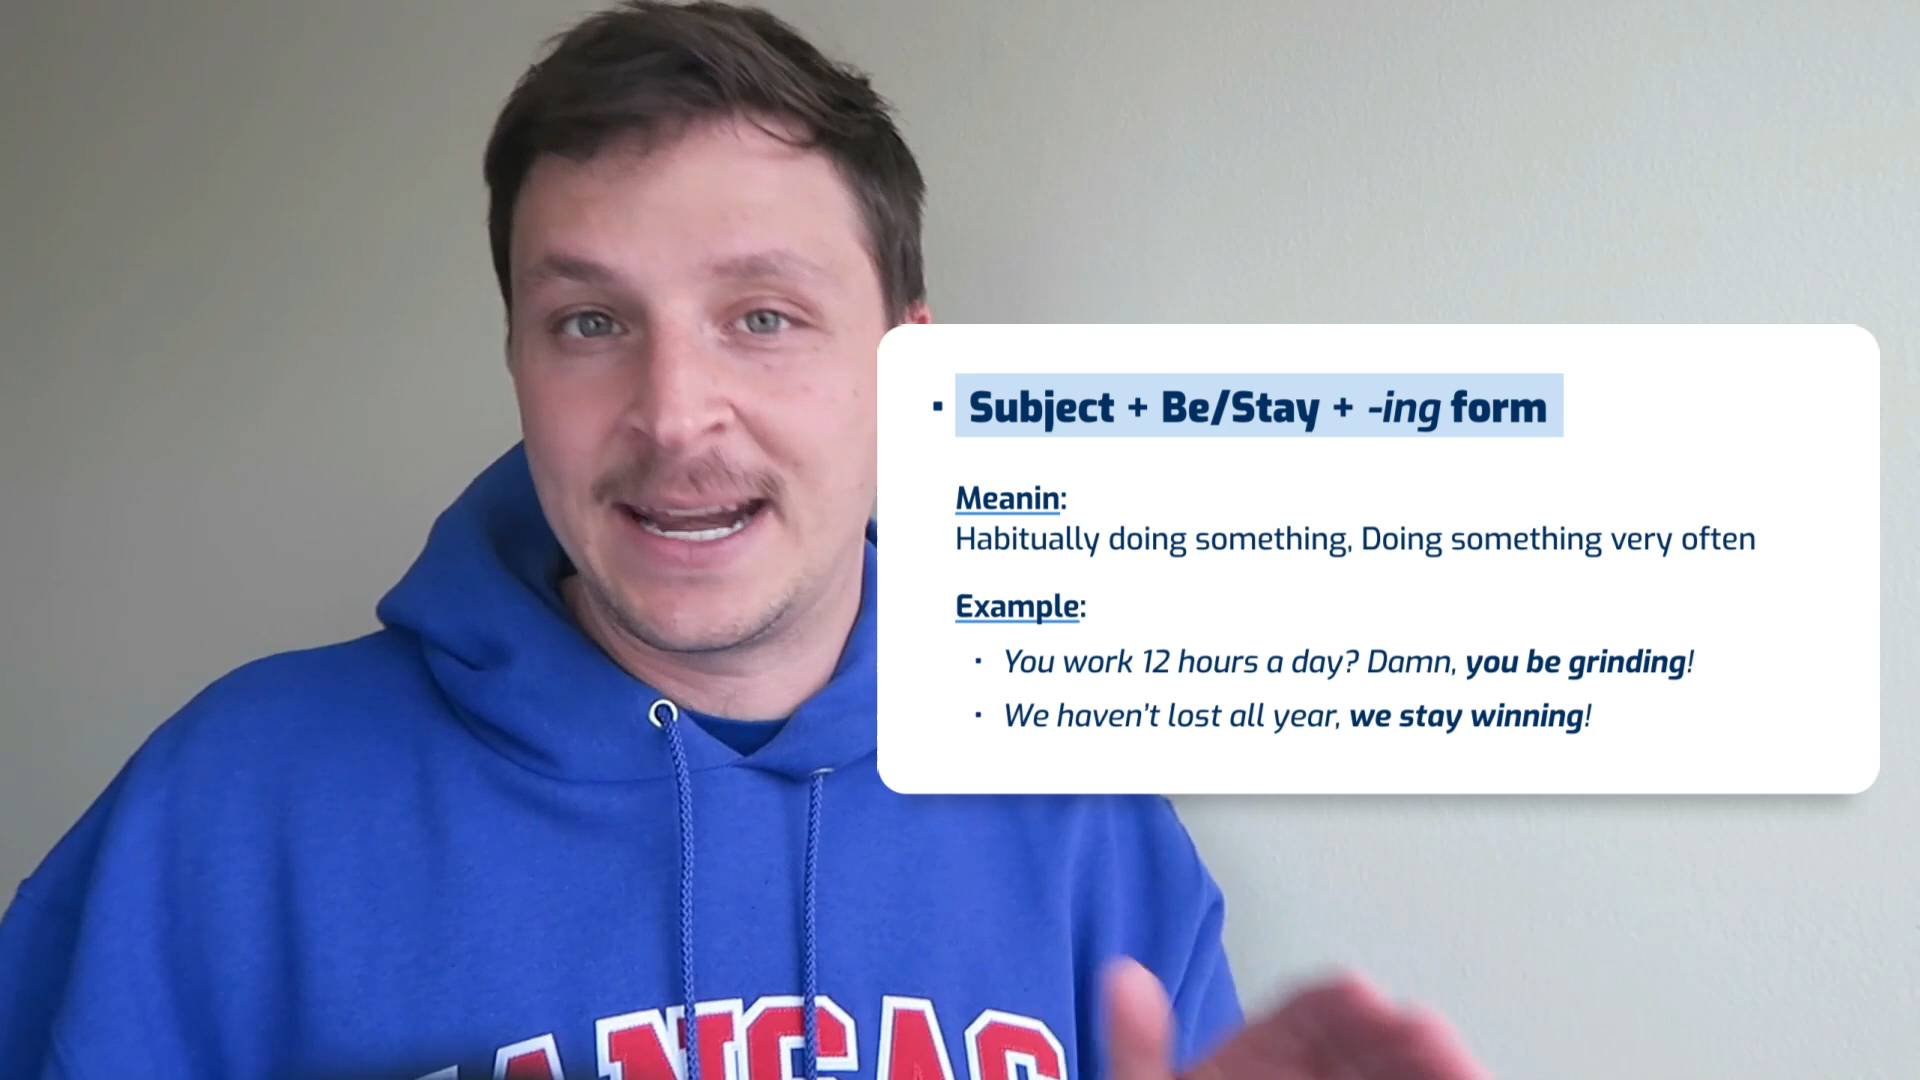 ▪ Subject + Be/Stay + -ing form
Meanin:
Habitually doing something, Doing something very often
Example:
▪ You work 12 hours a day? Damn, you be grinding!
▪ We haven't lost all year, we stay winning!
KANSAS